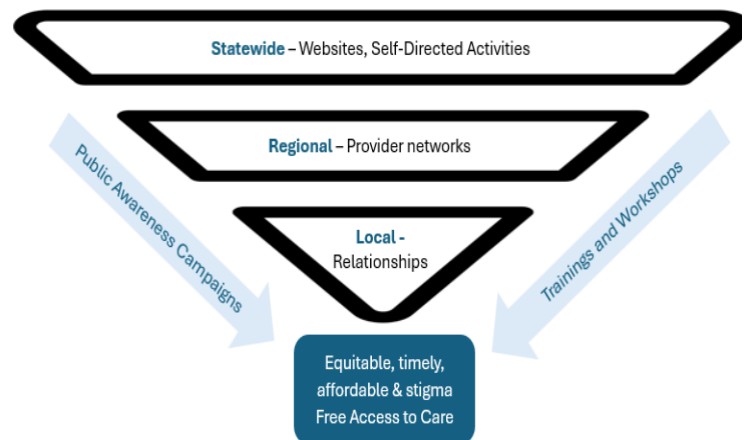 Statewide – Websites, Self-Directed Activities
Regional – Provider networks
Public Awareness Campaigns
Trainings and Workshops
Local -
Relationships
Equitable, timely,
affordable & stigma
Free Access to Care